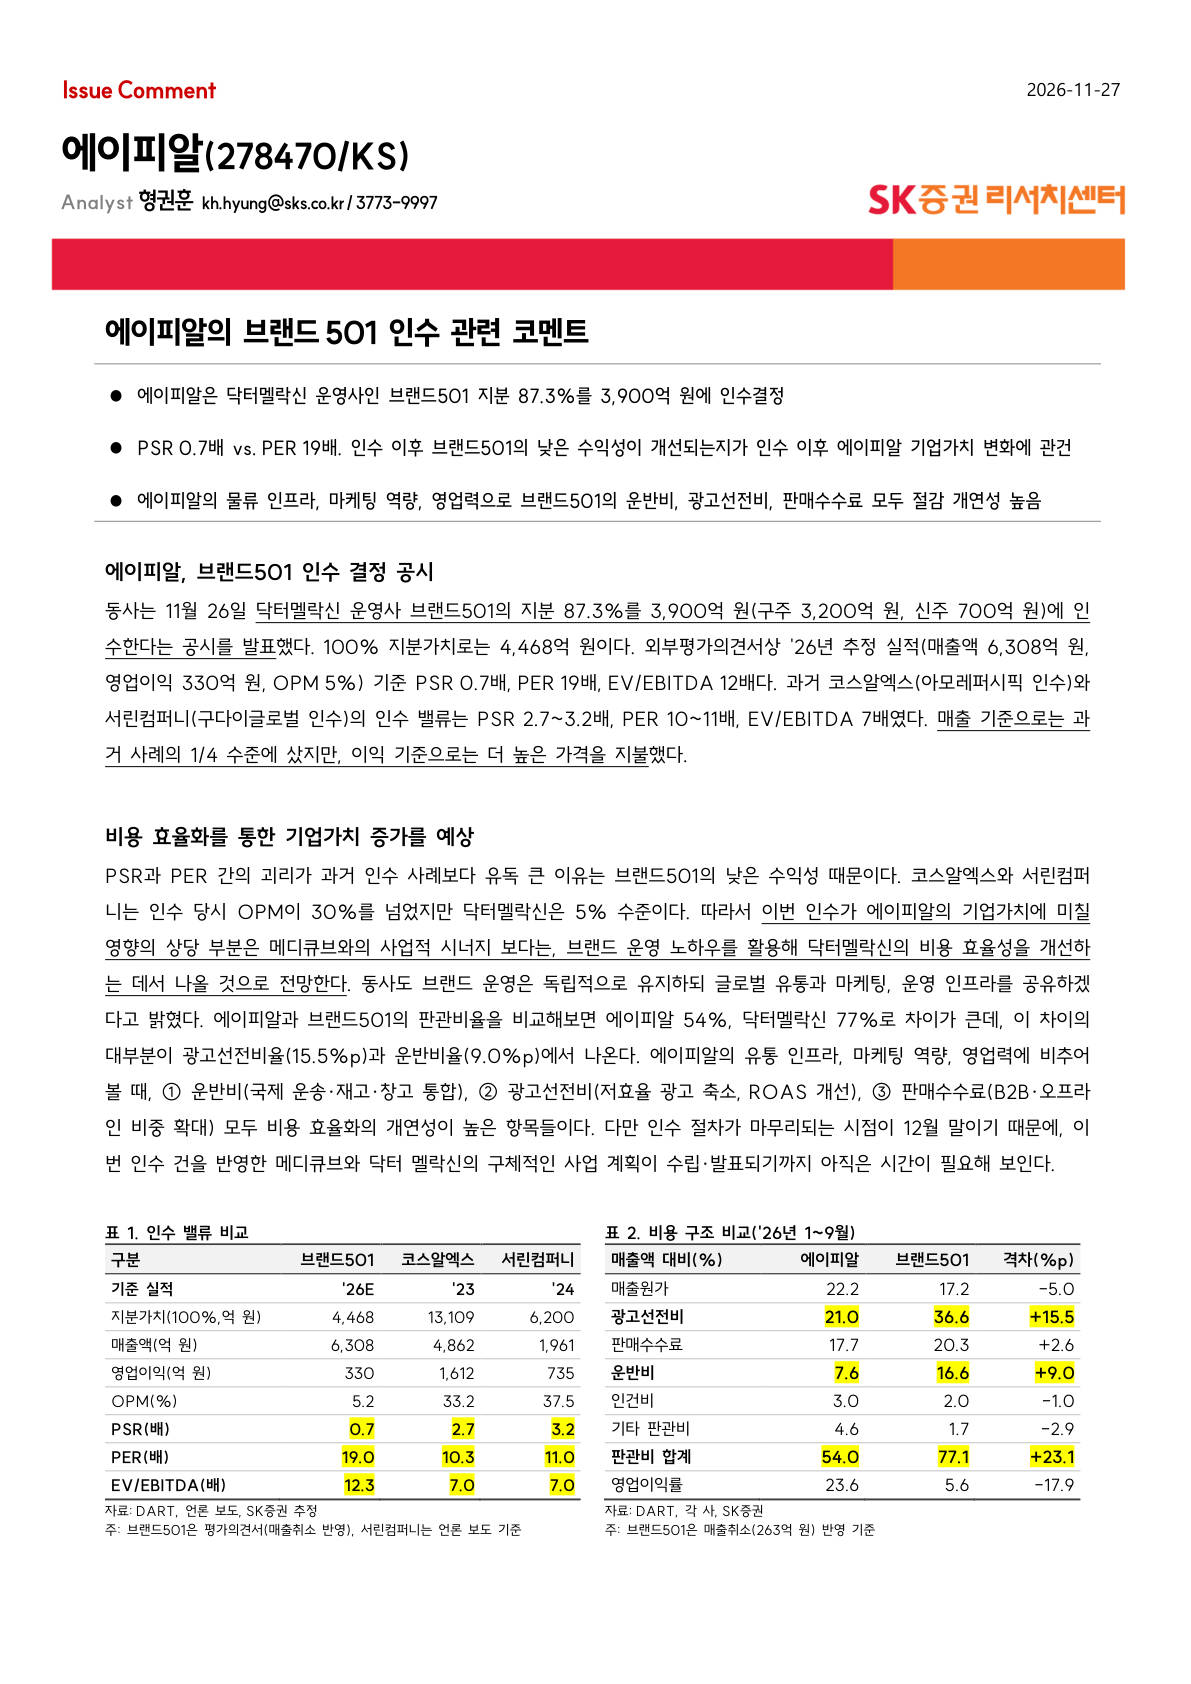 Issue Comment
2026-11-27
에이피알(278470/KS)
Analyst 형권훈 kh.hyung@sks.co.kr / 3773-9997
SK증권 리서치센터
에이피알의 브랜드 501 인수 관련 코멘트
● 에이피알은 닥터멜락신 운영사인 브랜드501 지분 87.3%를 3,900억 원에 인수결정
● PSR 0.7배 vs. PER 19배. 인수 이후 브랜드501의 낮은 수익성이 개선되는지가 인수 이후 에이피알 기업가치 변화에 관건
● 에이피알의 물류 인프라, 마케팅 역량, 영업력으로 브랜드501의 운반비, 광고선전비, 판매수수료 모두 절감 개연성 높음
에이피알, 브랜드501 인수 결정 공시
동사는 11월 26일 닥터멜락신 운영사 브랜드501의 지분 87.3%를 3,900억 원(구주 3,200억 원, 신주 700억 원)에 인
수한다는 공시를 발표했다. 100% 지분가치로는 4,468억 원이다. 외부평가의견서상 '26년 추정 실적(매출액 6,308억 원,
영업이익 330억 원, OPM 5%) 기준 PSR 0.7배, PER 19배, EV/EBITDA 12배다. 과거 코스알엑스(아모레퍼시픽 인수)와
서린컴퍼니(구다이글로벌 인수)의 인수 밸류는 PSR 2.7~3.2배, PER 10~11배, EV/EBITDA 7배였다. 매출 기준으로는 과
거 사례의 1/4 수준에 샀지만, 이익 기준으로는 더 높은 가격을 지불했다.
비용 효율화를 통한 기업가치 증가를 예상
PSR과 PER 간의 괴리가 과거 인수 사례보다 유독 큰 이유는 브랜드501의 낮은 수익성 때문이다. 코스알엑스와 서린컴퍼
니는 인수 당시 OPM이 30%를 넘었지만 닥터멜락신은 5% 수준이다. 따라서 이번 인수가 에이피알의 기업가치에 미칠
영향의 상당 부분은 메디큐브와의 사업적 시너지 보다는, 브랜드 운영 노하우를 활용해 닥터멜락신의 비용 효율성을 개선하
는 데서 나올 것으로 전망한다. 동사도 브랜드 운영은 독립적으로 유지하되 글로벌 유통과 마케팅, 운영 인프라를 공유하겠
다고 밝혔다. 에이피알과 브랜드501의 판관비율을 비교해보면 에이피알 54%, 닥터멜락신 77%로 차이가 큰데, 이 차이의
대부분이 광고선전비율(15.5%p)과 운반비율(9.0%p)에서 나온다. 에이피알의 유통 인프라, 마케팅 역량, 영업력에 비추어
볼 때, ① 운반비(국제 운송·재고·창고 통합), ② 광고선전비(저효율 광고 축소, ROAS 개선), ③ 판매수수료(B2B·오프라
인 비중 확대) 모두 비용 효율화의 개연성이 높은 항목들이다. 다만 인수 절차가 마무리되는 시점이 12월 말이기 때문에, 이
번 인수 건을 반영한 메디큐브와 닥터 멜락신의 구체적인 사업 계획이 수립·발표되기까지 아직은 시간이 필요해 보인다.
표 1. 인수 밸류 비교
구분 브랜드501 코스알엑스 서린컴퍼니
기준 실적 '26E '23 '24
지분가치(100%,억 원) 4,468 13,109 6,200
매출액(억 원) 6,308 4,862 1,961
영업이익(억 원) 330 1,612 735
OPM(%) 5.2 33.2 37.5
PSR(배) 0.7 2.7 3.2
PER(배) 19.0 10.3 11.0
EV/EBITDA(배) 12.3 7.0 7.0
자료: DART, 언론 보도, SK증권 추정
주: 브랜드501은 평가의견서(매출취소 반영), 서린컴퍼니는 언론 보도 기준
표 2. 비용 구조 비교('26년 1~9월)
매출액 대비(%) 에이피알 브랜드501 격차(%p)
매출원가 22.2 17.2 -5.0
광고선전비 21.0 36.6 +15.5
판매수수료 17.7 20.3 +2.6
운반비 7.6 16.6 +9.0
인건비 3.0 2.0 -1.0
기타 판관비 4.6 1.7 -2.9
판관비 합계 54.0 77.1 +23.1
영업이익률 23.6 5.6 -17.9
자료: DART, 각 사, SK증권
주: 브랜드501은 매출취소(263억 원) 반영 기준